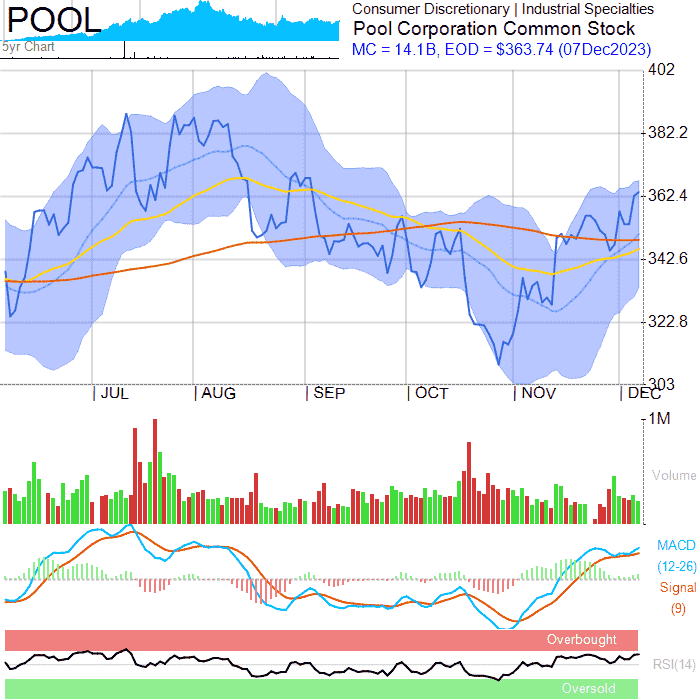 POOL
5yr Chart
Consumer Discretionary | Industrial Specialties
Pool Corporation Common Stock
MC = 14.1B, EOD = $363.74 (07Dec2023)
402
382.2
362.4
342.6
322.8
303
JUL AUG SEP OCT NOV DEC
1M
Volume
MACD
(12-26)
Signal
(9)
Overbought
RSI(14)
Oversold